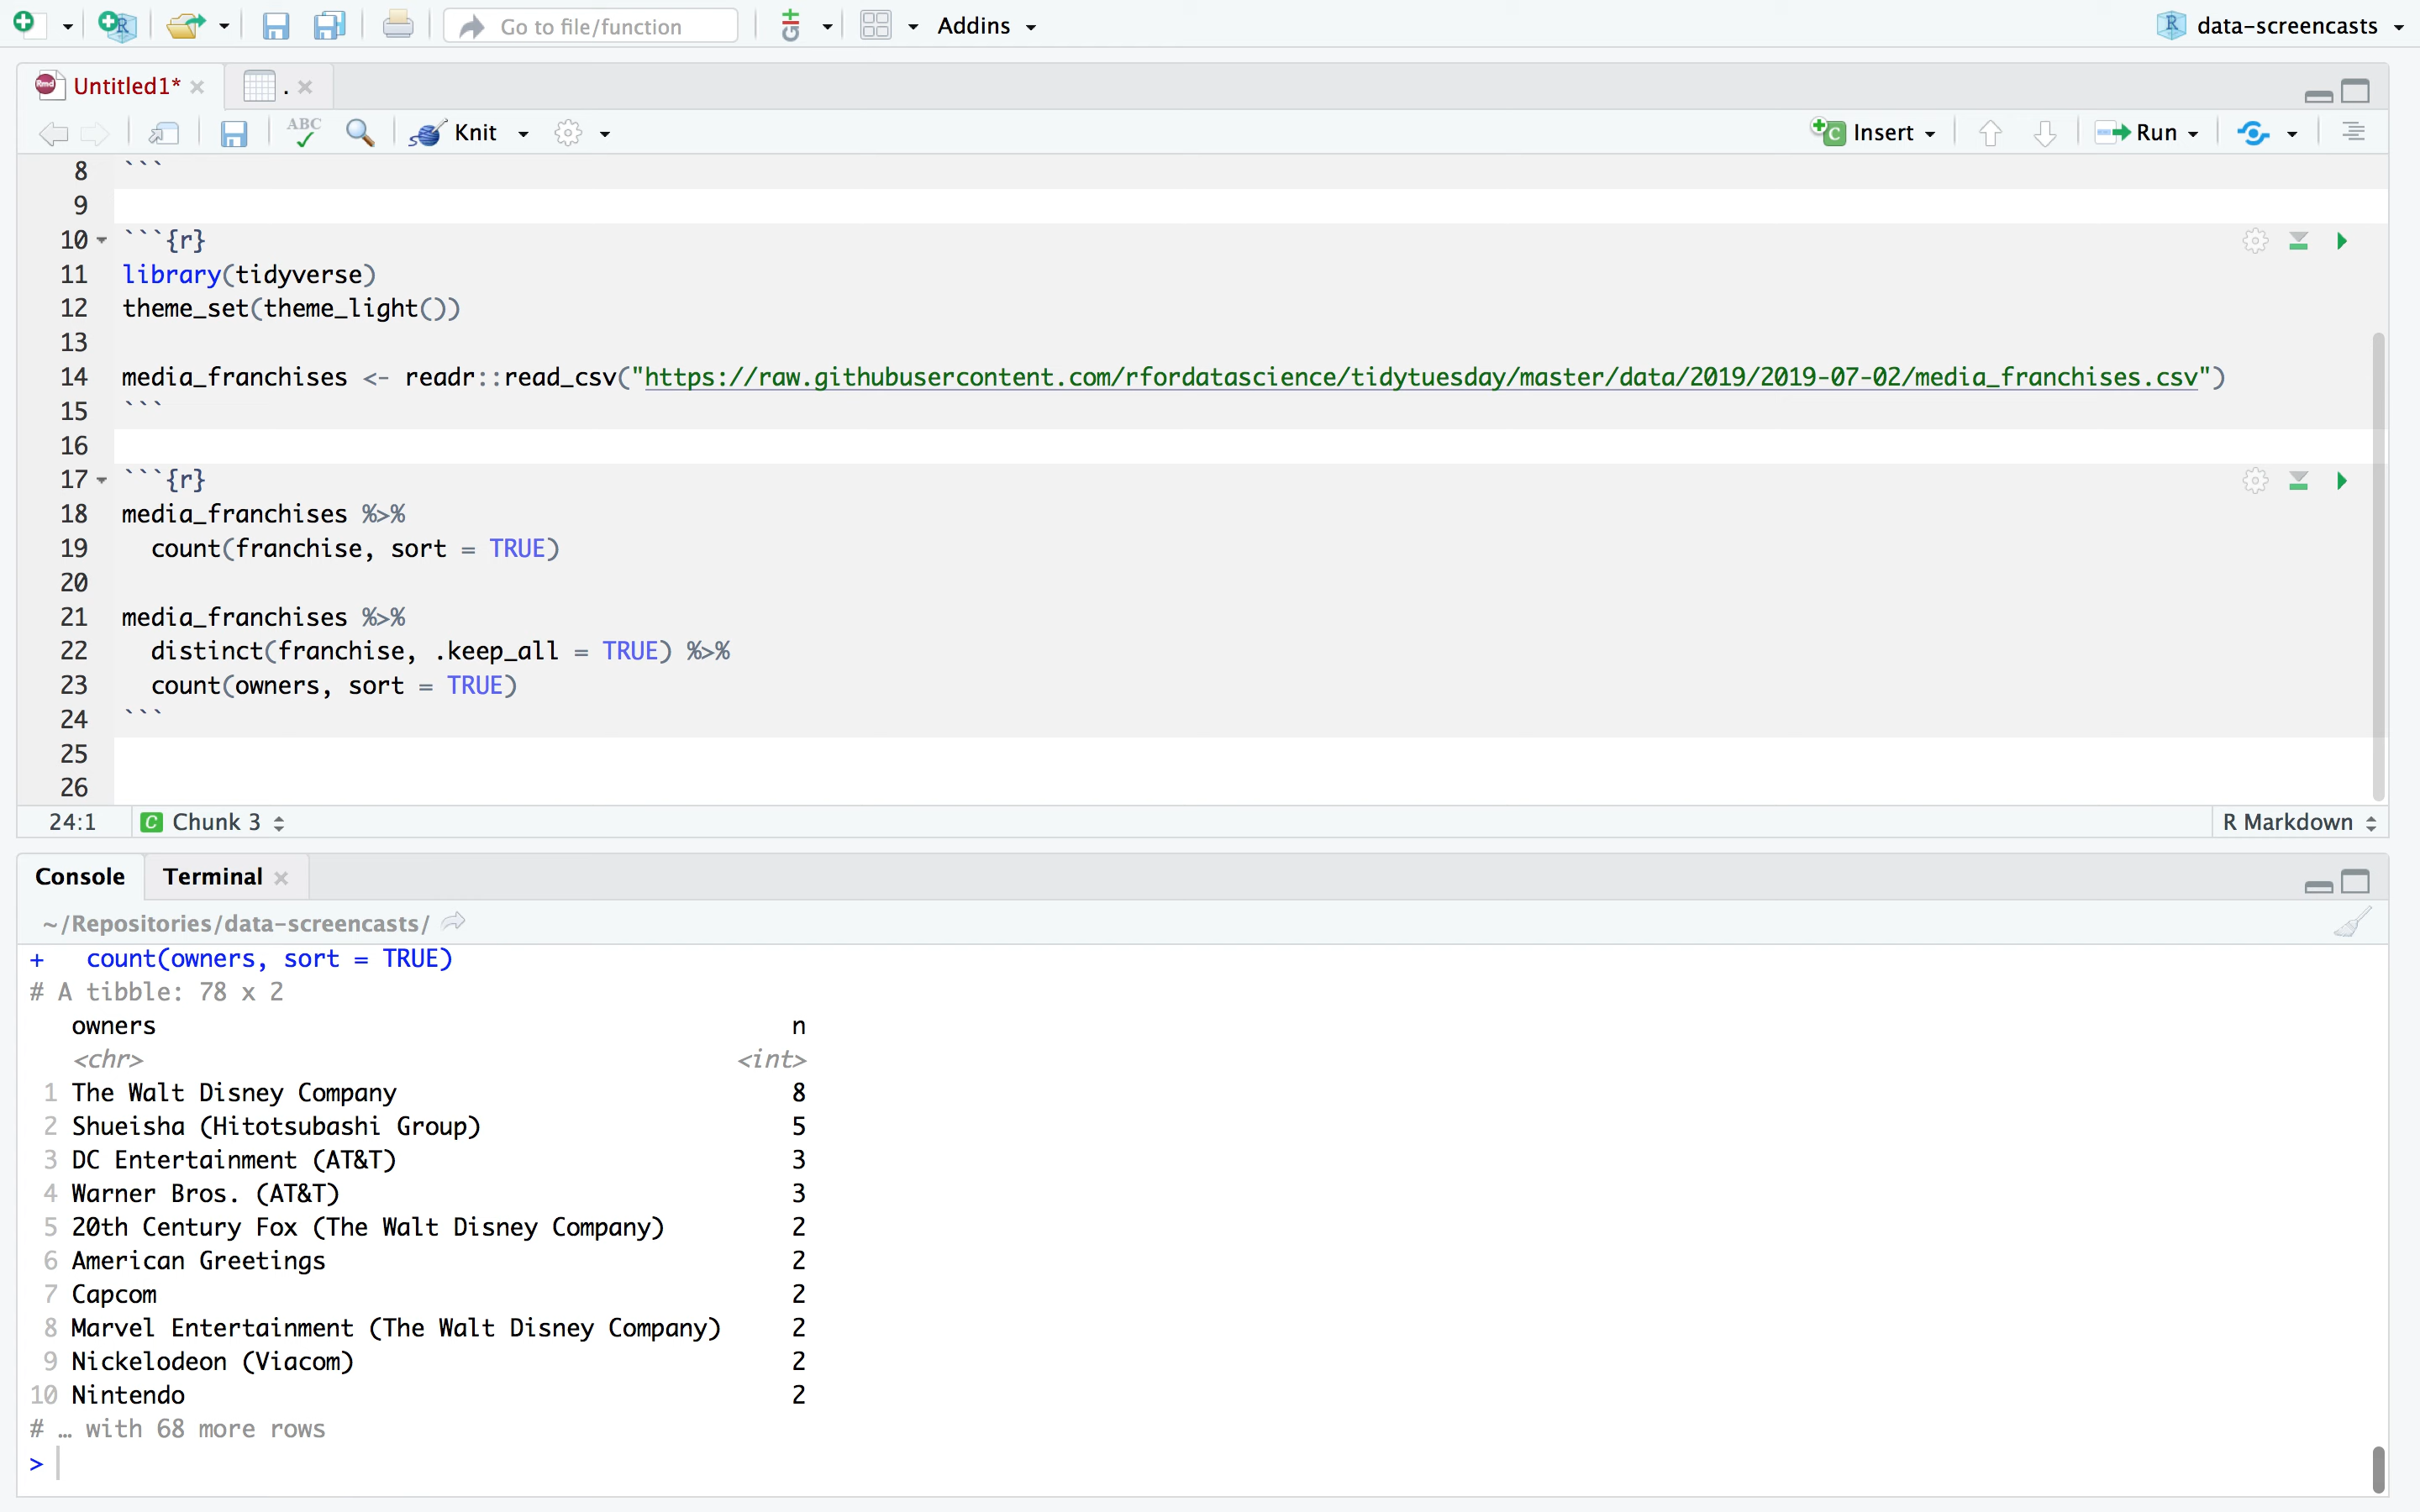 Go to file/function
Addins
data-screencasts
Untitled1*
.
ABC
Knit
Insert
Run
8 ```
9
10 ```{r}
11 library(tidyverse)
12 theme_set(theme_light())
13
14 media_franchises <- readr::read_csv("https://raw.githubusercontent.com/rfordatascience/tidytuesday/master/data/2019/2019-07-02/media_franchises.csv")
15 ```
16
17 ```{r}
18 media_franchises %>%
19   count(franchise, sort = TRUE)
20
21 media_franchises %>%
22   distinct(franchise, .keep_all = TRUE) %>%
23   count(owners, sort = TRUE)
24 ```
25
26
24:1 C Chunk 3 R Markdown
Console Terminal
~/Repositories/data-screencasts/
+   count(owners, sort = TRUE)
# A tibble: 78 x 2
owners n
<chr> <int>
1 The Walt Disney Company 8
2 Shueisha (Hitotsubashi Group) 5
3 DC Entertainment (AT&T) 3
4 Warner Bros. (AT&T) 3
5 20th Century Fox (The Walt Disney Company) 2
6 American Greetings 2
7 Capcom 2
8 Marvel Entertainment (The Walt Disney Company) 2
9 Nickelodeon (Viacom) 2
10 Nintendo 2
# … with 68 more rows
>